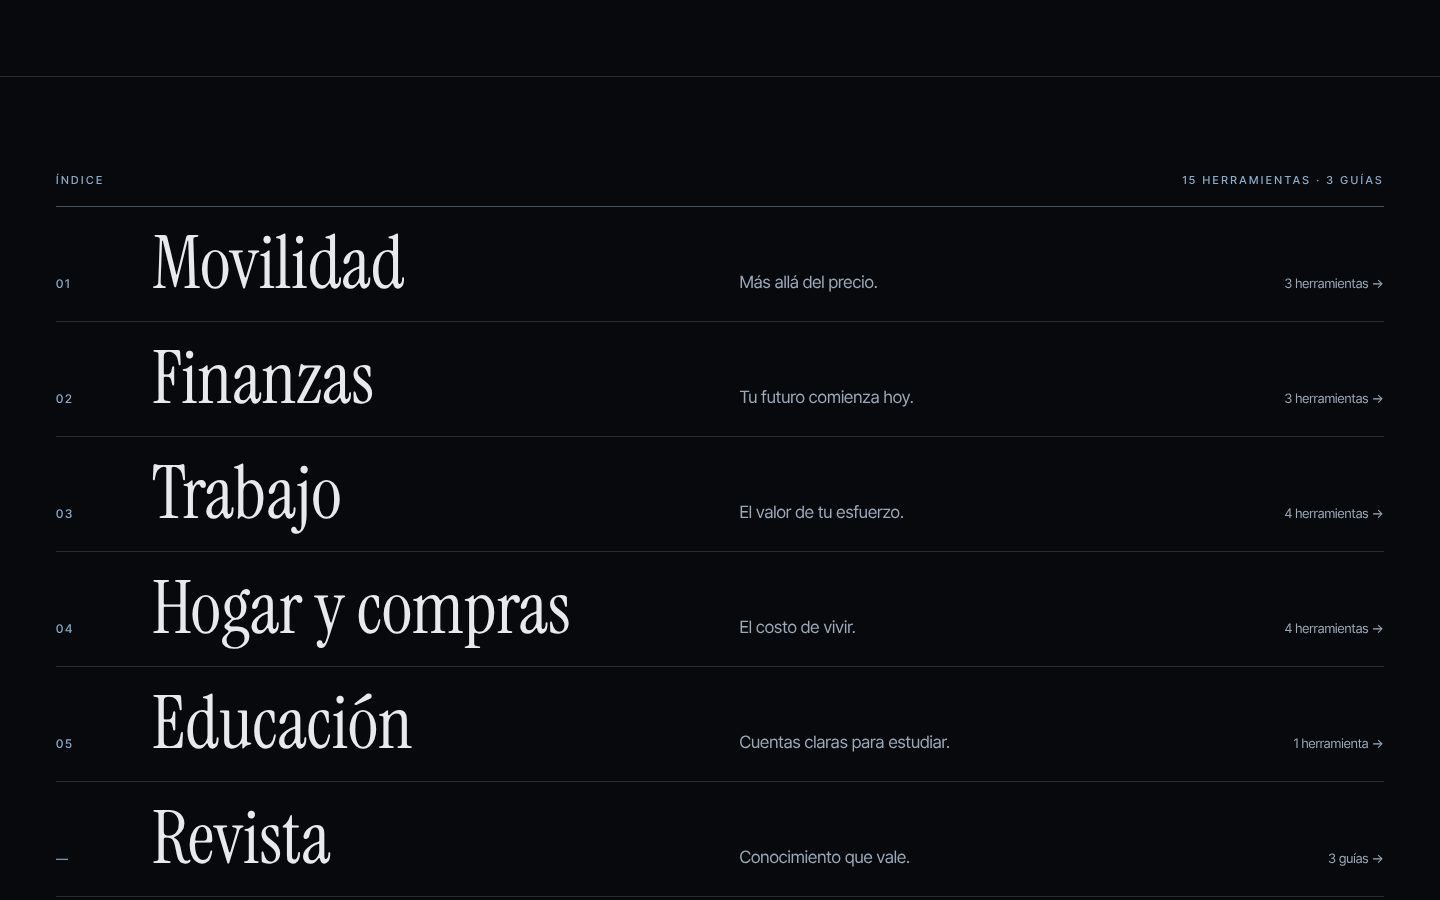 ÍNDICE 15 HERRAMIENTAS · 3 GUÍAS
01 Movilidad Más allá del precio. 3 herramientas →
02 Finanzas Tu futuro comienza hoy. 3 herramientas →
03 Trabajo El valor de tu esfuerzo. 4 herramientas →
04 Hogar y compras El costo de vivir. 4 herramientas →
05 Educación Cuentas claras para estudiar. 1 herramienta →
— Revista Conocimiento que vale. 3 guías →